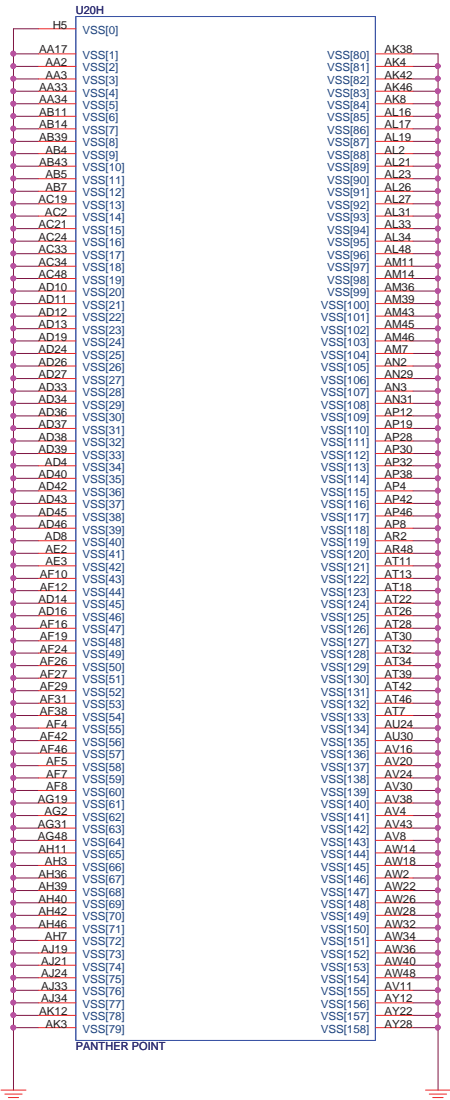 U20H
H5 VSS[0]
AA17 VSS[1] VSS[80] AK38
AA2 VSS[2] VSS[81] AK4
AA3 VSS[3] VSS[82] AK42
AA33 VSS[4] VSS[83] AK46
AA34 VSS[5] VSS[84] AK8
AB11 VSS[6] VSS[85] AL16
AB14 VSS[7] VSS[86] AL17
AB39 VSS[8] VSS[87] AL19
AB4 VSS[9] VSS[88] AL2
AB43 VSS[10] VSS[89] AL21
AB5 VSS[11] VSS[90] AL23
AB7 VSS[12] VSS[91] AL26
AC19 VSS[13] VSS[92] AL27
AC2 VSS[14] VSS[93] AL31
AC21 VSS[15] VSS[94] AL33
AC24 VSS[16] VSS[95] AL34
AC33 VSS[17] VSS[96] AL48
AC34 VSS[18] VSS[97] AM11
AC48 VSS[19] VSS[98] AM14
AD10 VSS[20] VSS[99] AM36
AD11 VSS[21] VSS[100] AM39
AD12 VSS[22] VSS[101] AM43
AD13 VSS[23] VSS[102] AM45
AD19 VSS[24] VSS[103] AM46
AD24 VSS[25] VSS[104] AM7
AD26 VSS[26] VSS[105] AN2
AD27 VSS[27] VSS[106] AN29
AD33 VSS[28] VSS[107] AN3
AD34 VSS[29] VSS[108] AN31
AD36 VSS[30] VSS[109] AP12
AD37 VSS[31] VSS[110] AP19
AD38 VSS[32] VSS[111] AP28
AD39 VSS[33] VSS[112] AP30
AD4 VSS[34] VSS[113] AP32
AD40 VSS[35] VSS[114] AP38
AD42 VSS[36] VSS[115] AP4
AD43 VSS[37] VSS[116] AP42
AD45 VSS[38] VSS[117] AP46
AD46 VSS[39] VSS[118] AP8
AD8 VSS[40] VSS[119] AR2
AE2 VSS[41] VSS[120] AR48
AE3 VSS[42] VSS[121] AT11
AF10 VSS[43] VSS[122] AT13
AF12 VSS[44] VSS[123] AT18
AD14 VSS[45] VSS[124] AT22
AD16 VSS[46] VSS[125] AT26
AF16 VSS[47] VSS[126] AT28
AF19 VSS[48] VSS[127] AT30
AF24 VSS[49] VSS[128] AT32
AF26 VSS[50] VSS[129] AT34
AF27 VSS[51] VSS[130] AT39
AF29 VSS[52] VSS[131] AT42
AF31 VSS[53] VSS[132] AT46
AF38 VSS[54] VSS[133] AT7
AF4 VSS[55] VSS[134] AU24
AF42 VSS[56] VSS[135] AU30
AF46 VSS[57] VSS[136] AV16
AF5 VSS[58] VSS[137] AV20
AF7 VSS[59] VSS[138] AV24
AF8 VSS[60] VSS[139] AV30
AG19 VSS[61] VSS[140] AV38
AG2 VSS[62] VSS[141] AV4
AG31 VSS[63] VSS[142] AV43
AG48 VSS[64] VSS[143] AV8
AH11 VSS[65] VSS[144] AW14
AH3 VSS[66] VSS[145] AW18
AH36 VSS[67] VSS[146] AW2
AH39 VSS[68] VSS[147] AW22
AH40 VSS[69] VSS[148] AW26
AH42 VSS[70] VSS[149] AW28
AH46 VSS[71] VSS[150] AW32
AH7 VSS[72] VSS[151] AW34
AJ19 VSS[73] VSS[152] AW36
AJ21 VSS[74] VSS[153] AW40
AJ24 VSS[75] VSS[154] AW48
AJ33 VSS[76] VSS[155] AV11
AJ34 VSS[77] VSS[156] AY12
AK12 VSS[78] VSS[157] AY22
AK3 VSS[79] VSS[158] AY28
PANTHER POINT